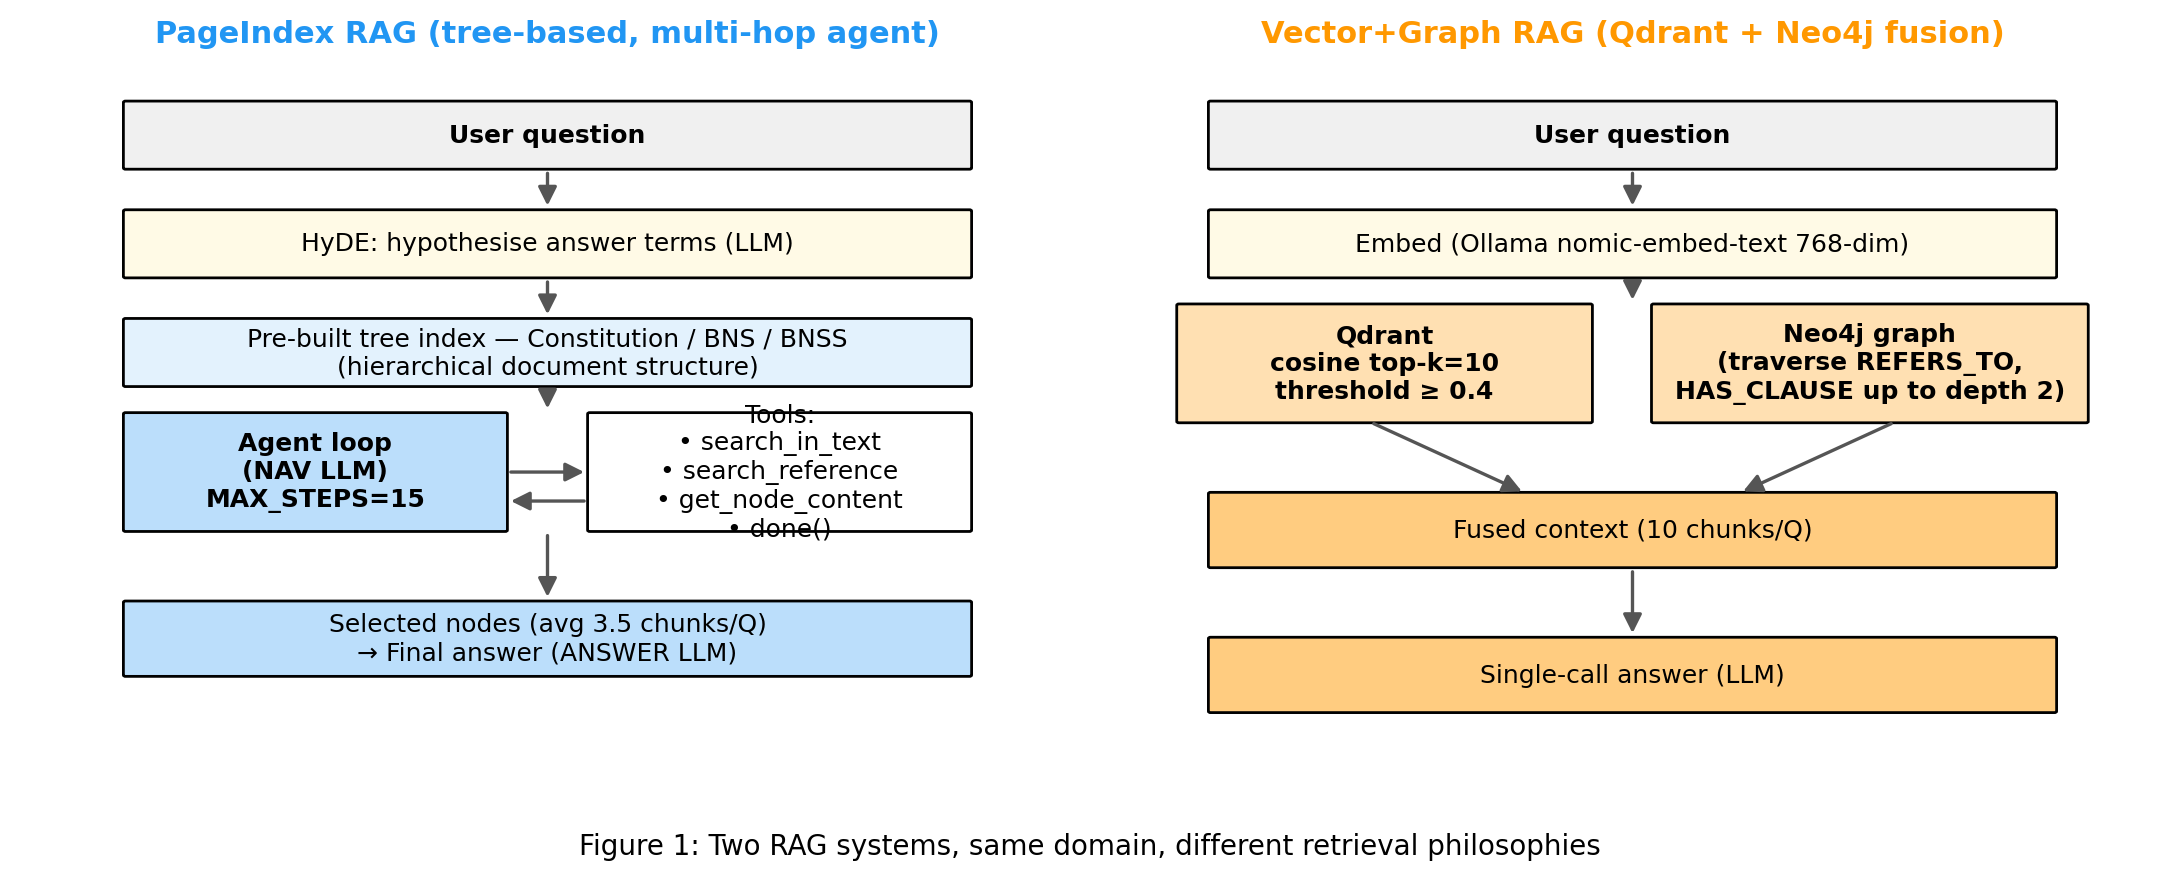 PageIndex RAG (tree-based, multi-hop agent)
User question
HyDE: hypothesise answer terms (LLM)
Pre-built tree index — Constitution / BNS / BNSS
(hierarchical document structure)
Agent loop
(NAV LLM)
MAX_STEPS=15
Tools:
• search_in_text
• search_reference
• get_node_content
• done()
Selected nodes (avg 3.5 chunks/Q)
→ Final answer (ANSWER LLM)
Vector+Graph RAG (Qdrant + Neo4j fusion)
User question
Embed (Ollama nomic-embed-text 768-dim)
Qdrant
cosine top-k=10
threshold ≥ 0.4
Neo4j graph
(traverse REFERS_TO,
HAS_CLAUSE up to depth 2)
Fused context (10 chunks/Q)
Single-call answer (LLM)
Figure 1: Two RAG systems, same domain, different retrieval philosophies